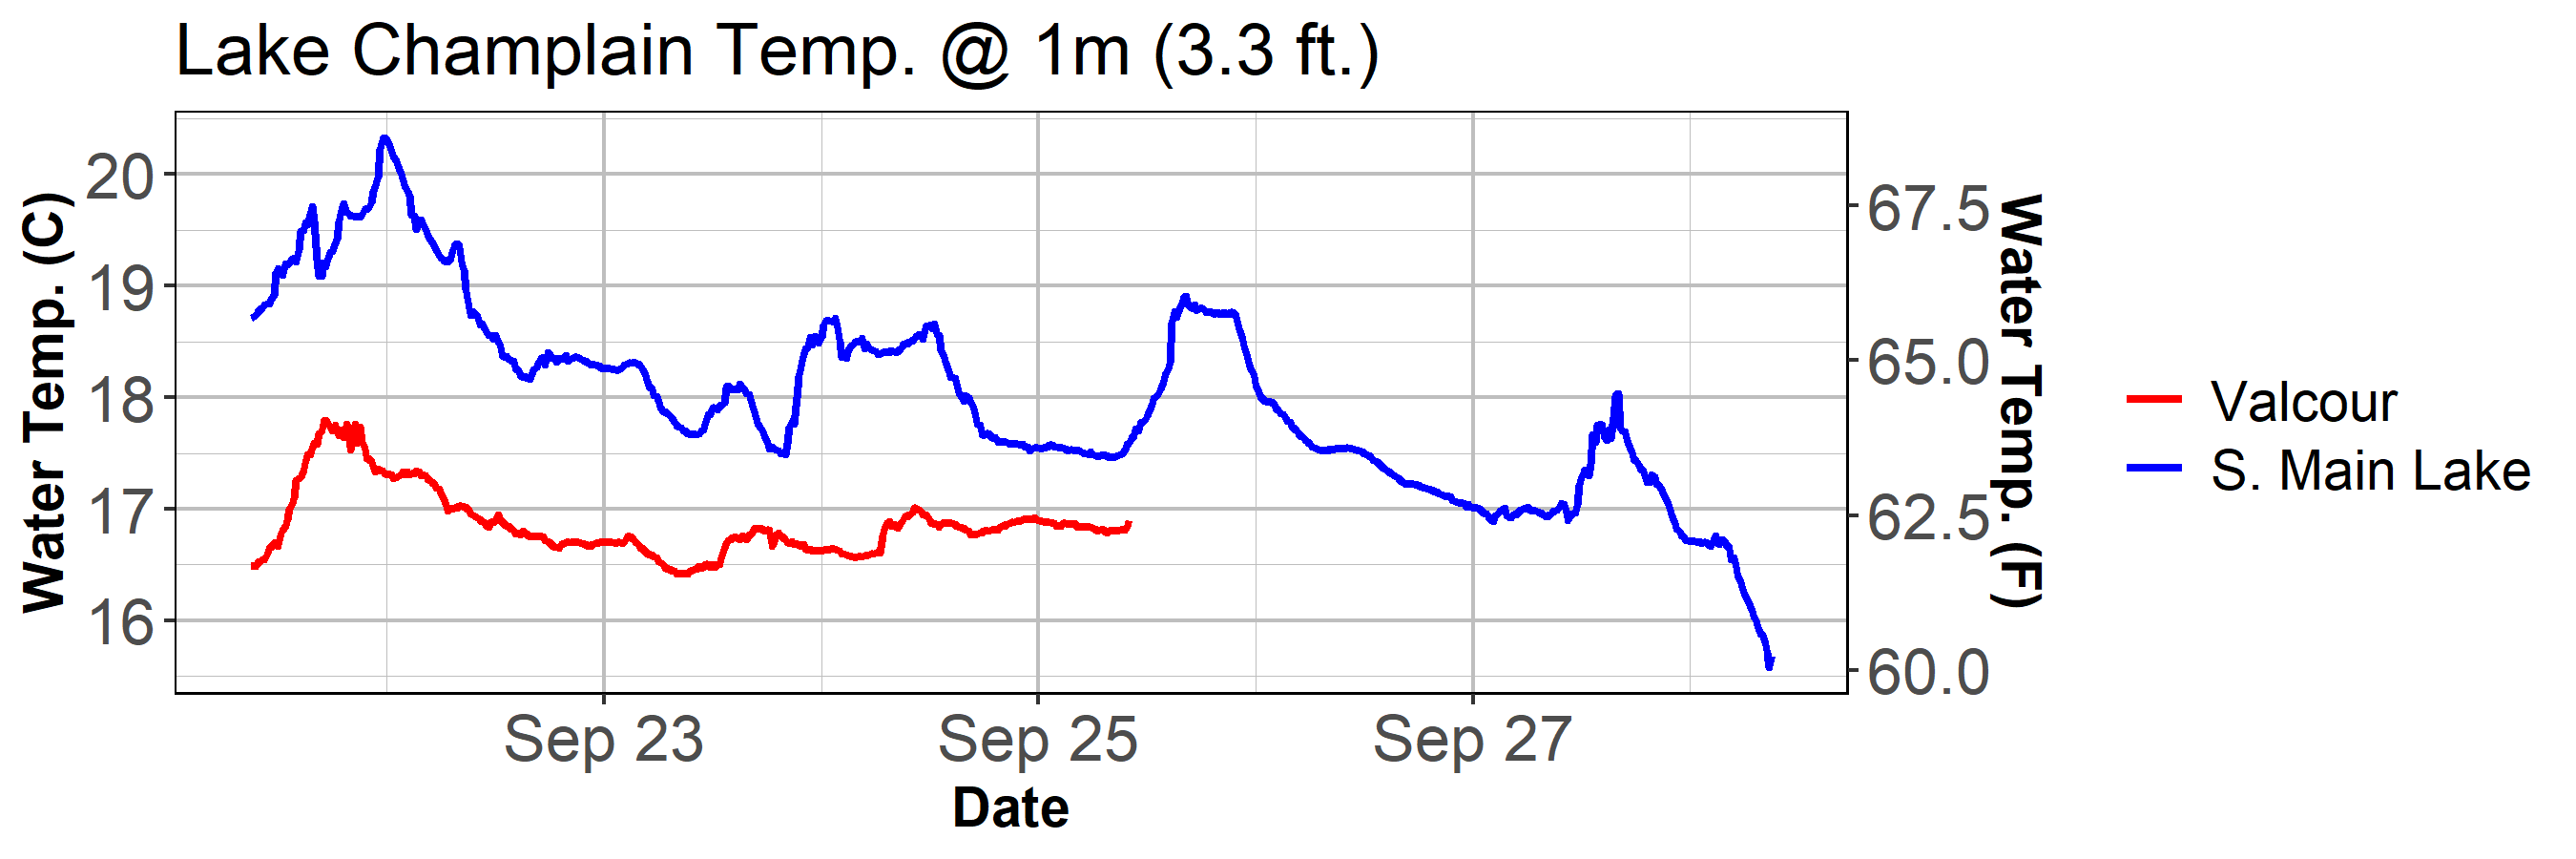 Lake Champlain Temp. @ 1m (3.3 ft.)
Water Temp. (C)
20
19
18
17
16
67.5
65.0
62.5
60.0
Water Temp. (F)
Sep 23
Sep 25
Sep 27
Date
Valcour
S. Main Lake